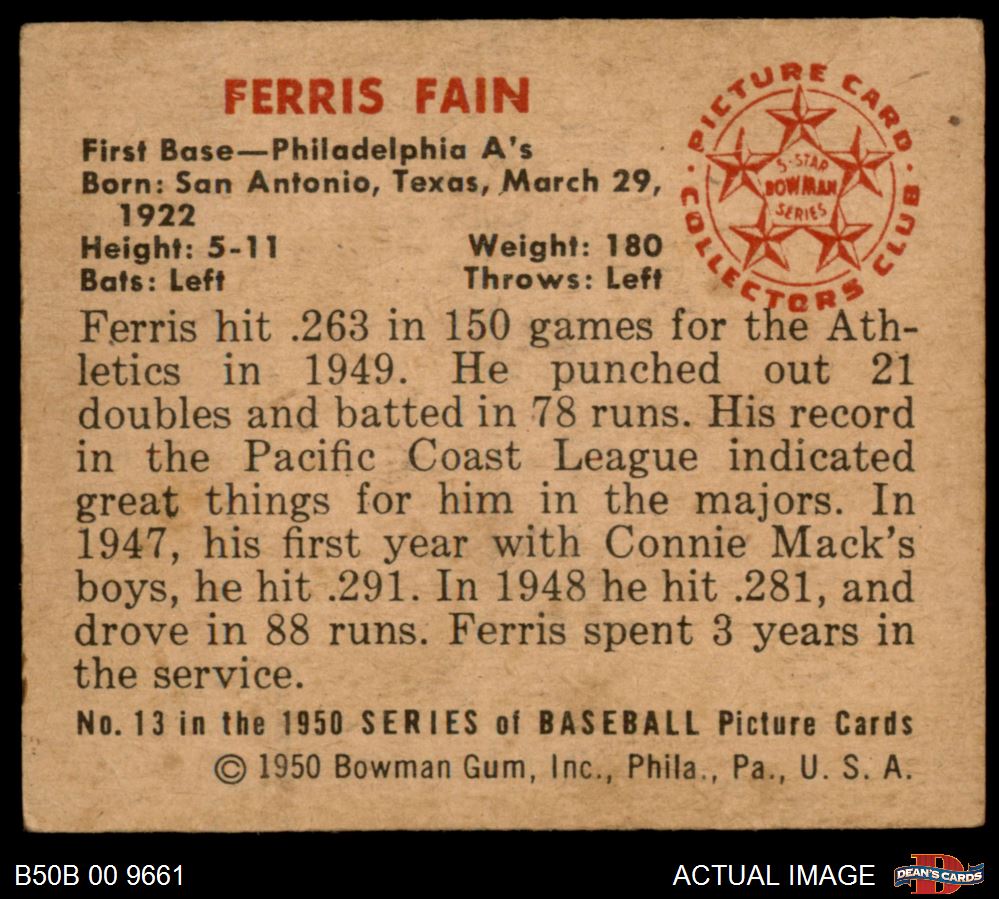 FERRIS FAIN
First Base—Philadelphia A's
Born: San Antonio, Texas, March 29,
1922
Height: 5-11 Weight: 180
Bats: Left Throws: Left
PICTURE CARD
COLLECTORS CLUB
5-STAR
BOWMAN
SERIES
Ferris hit .263 in 150 games for the Ath-
letics in 1949. He punched out 21
doubles and batted in 78 runs. His record
in the Pacific Coast League indicated
great things for him in the majors. In
1947, his first year with Connie Mack's
boys, he hit .291. In 1948 he hit .281, and
drove in 88 runs. Ferris spent 3 years in
the service.
No. 13 in the 1950 SERIES of BASEBALL Picture Cards
© 1950 Bowman Gum, Inc., Phila., Pa., U. S. A.
B50B 00 9661
ACTUAL IMAGE
D
DEAN'S CARDS